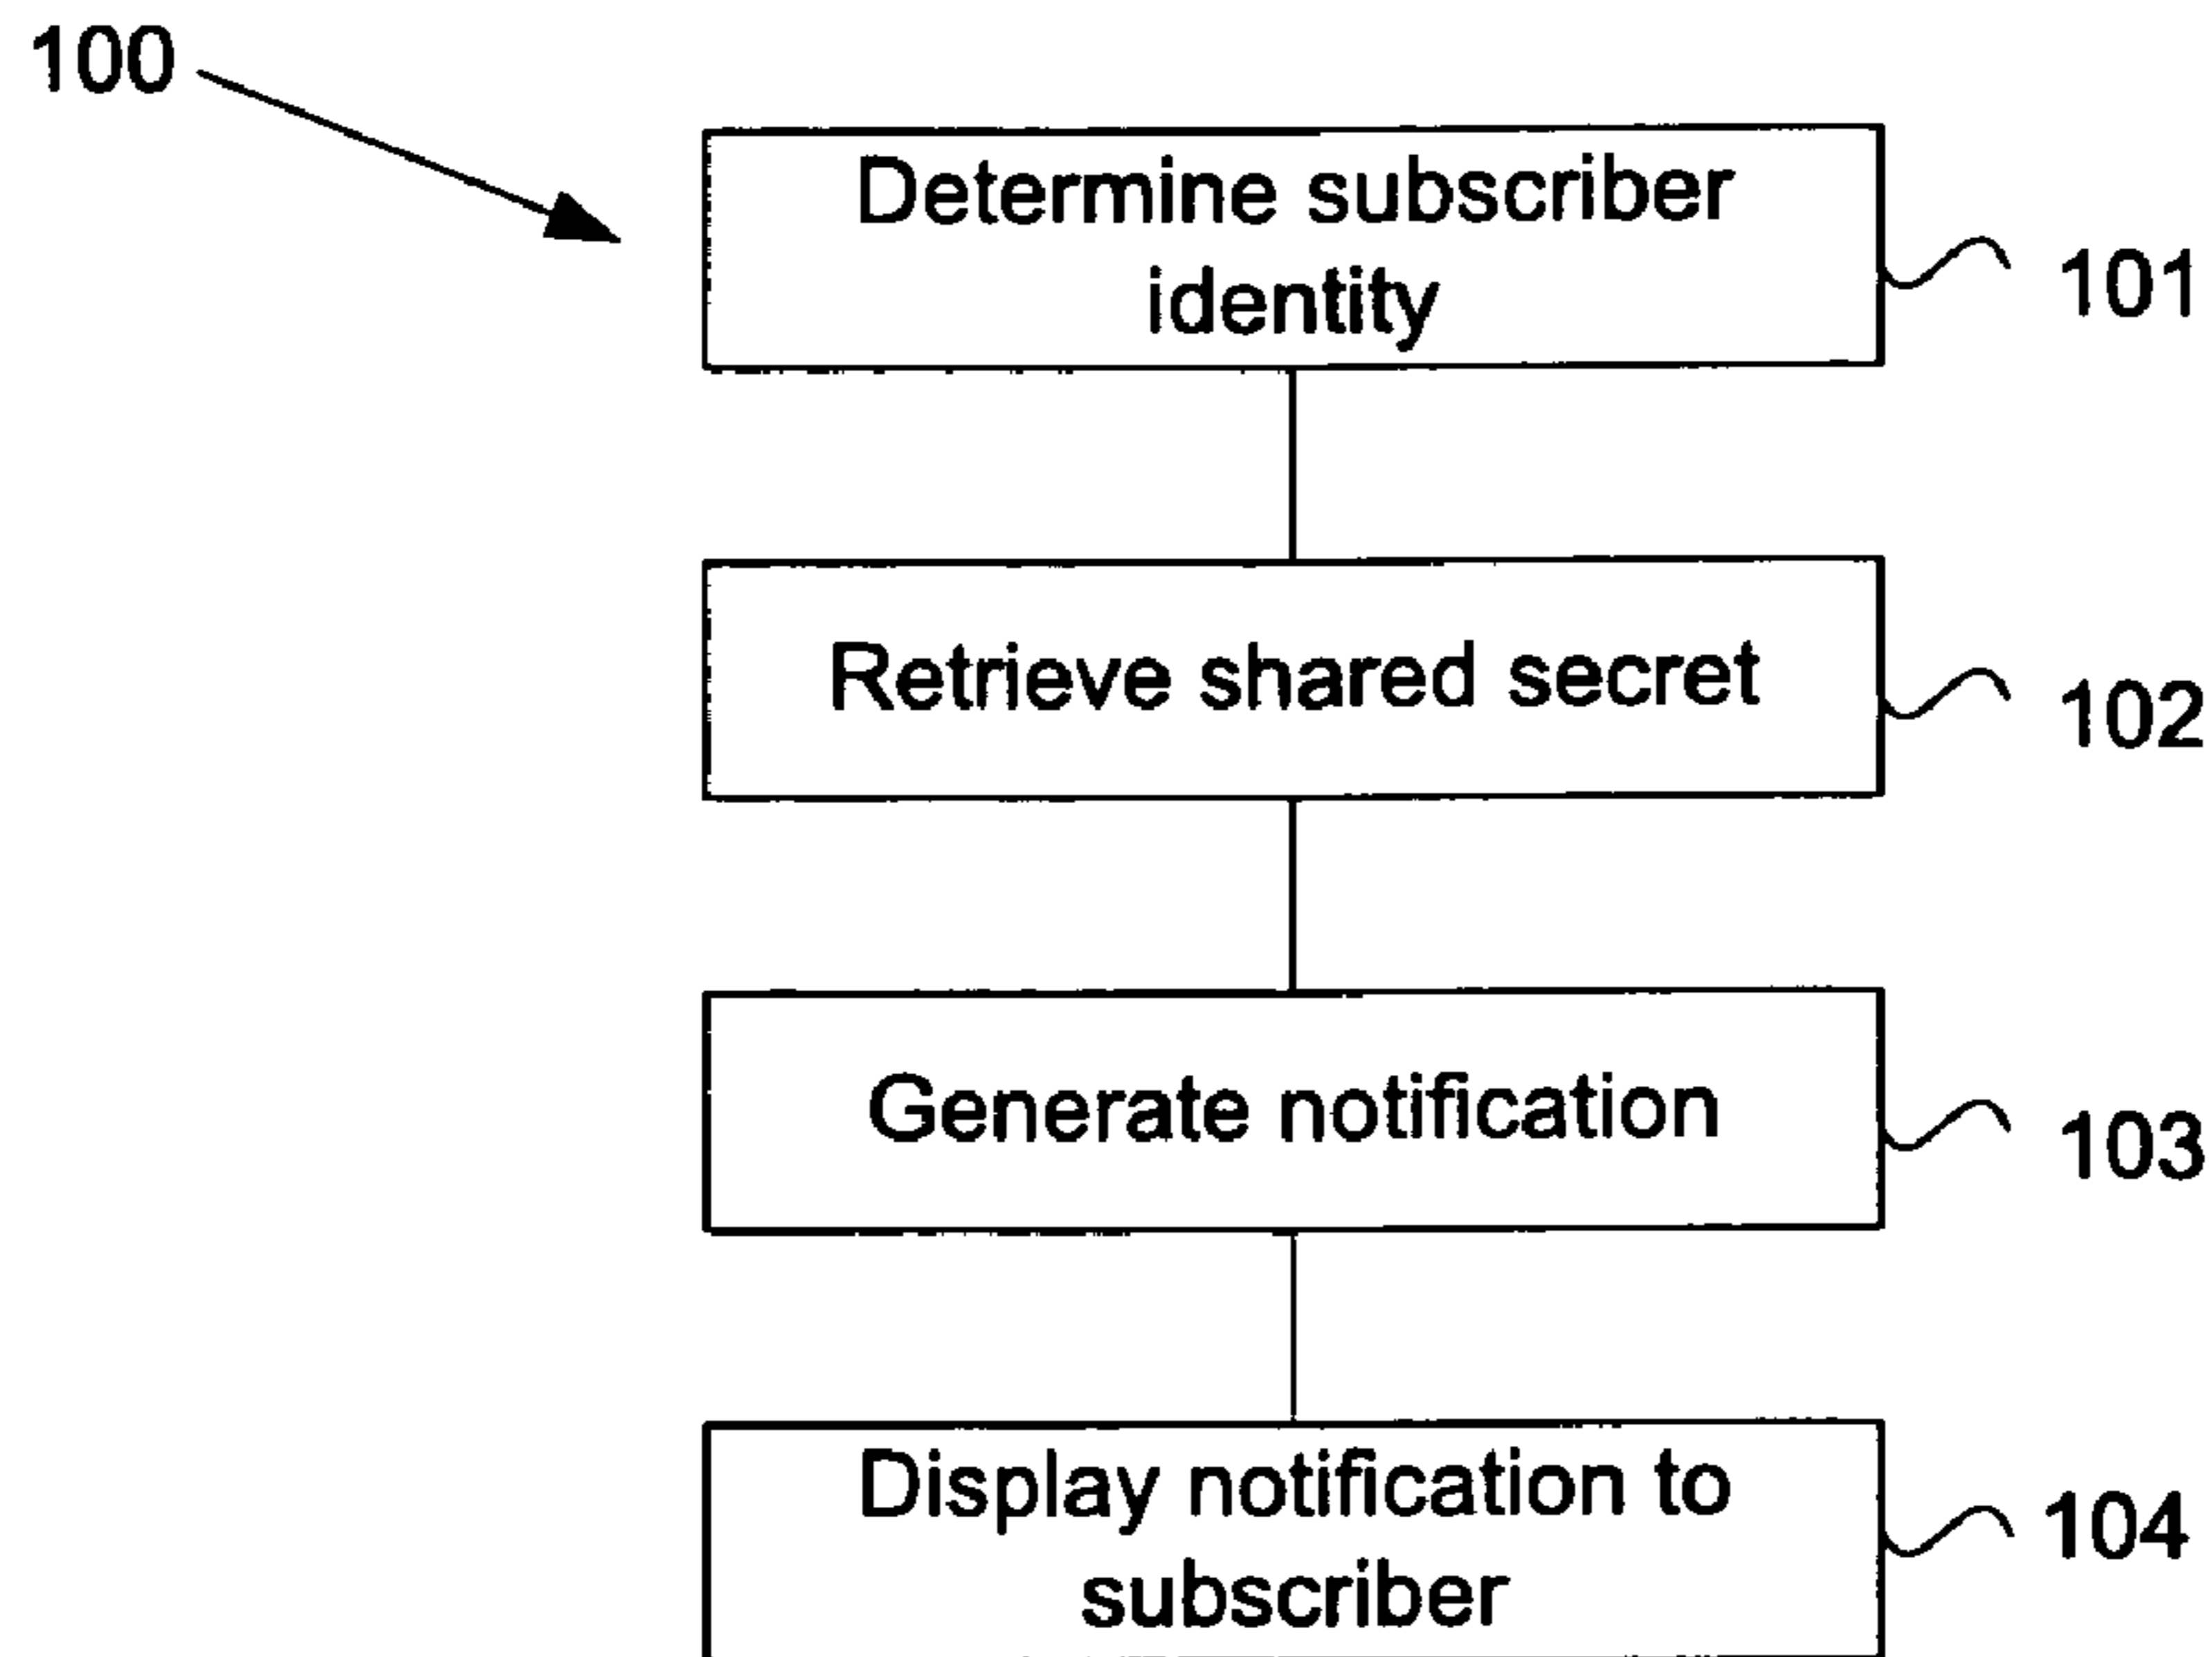 100
Determine subscriber
identity
101
Retrieve shared secret
102
Generate notification
103
Display notification to
subscriber
104